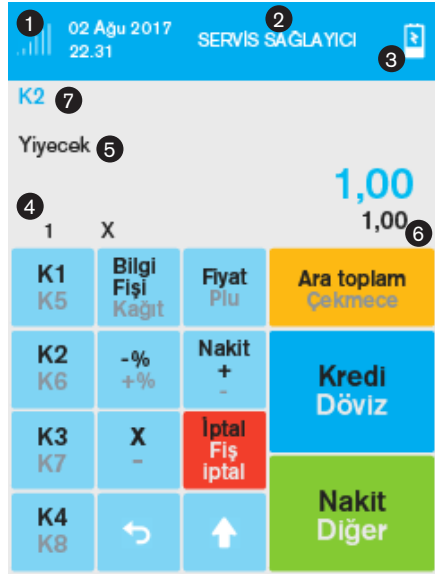 1 02 Ağu 2017 SERVİS SAĞLAYICI 2
22.31 3
K2 7
Yiyecek 5
1,00
4 1,00 6
1 X
K1
K5
Bilgi
Fişi
Kağıt
Fiyat
Plu
Ara toplam
Çekmece
K2
K6
-%
+%
Nakit
+
-
Kredi
Döviz
K3
K7
X
-
İptal
Fiş
iptal
Nakit
Diğer
K4
K8